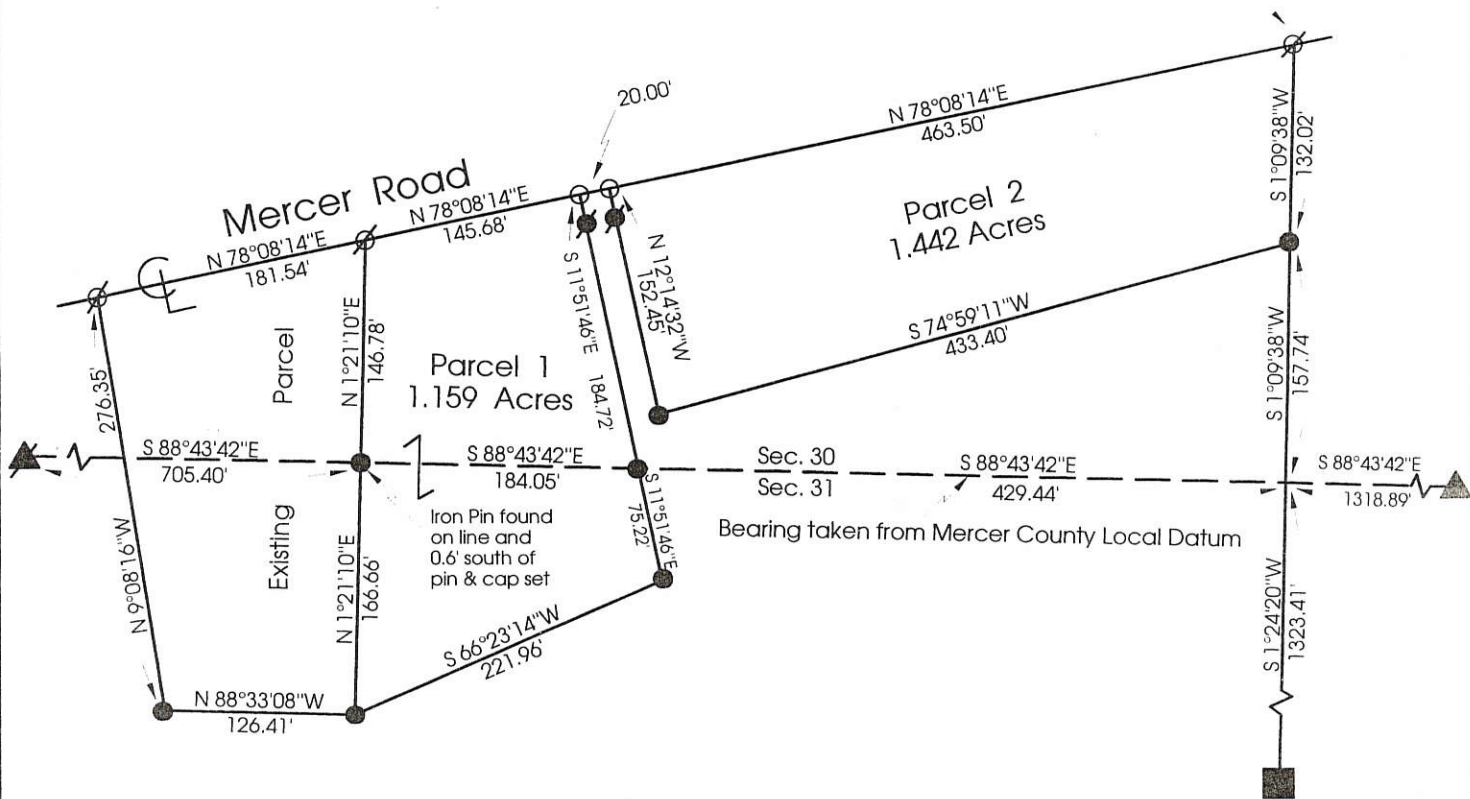 20.00'
N 78°08'14"E
463.50'
S 1°09'38"W
132.02'
Mercer Road
N 78°08'14"E
145.68'
Parcel 2
1.442 Acres
N 78°08'14"E
181.54'
CL
N 12°14'32"W
152.45'
S 11°51'46"E 184.72'
S 74°59'11"W
433.40'
276.35'
Parcel
N 1°21'10"E
146.78'
Parcel 1
1.159 Acres
S 1°09'38"W
157.74'
S 88°43'42"E
705.40'
S 88°43'42"E
184.05'
Sec. 30
Sec. 31
S 88°43'42"E
429.44'
S 88°43'42"E
1318.89'
S 11°51'46"E
75.22'
Bearing taken from Mercer County Local Datum
Iron Pin found
on line and
0.6' south of
pin & cap set
N 9°08'16"W
Existing
N 1°21'10"E
166.66'
S 66°23'14"W
221.96'
S 1°24'20"W
1323.41'
N 88°33'08"W
126.41'